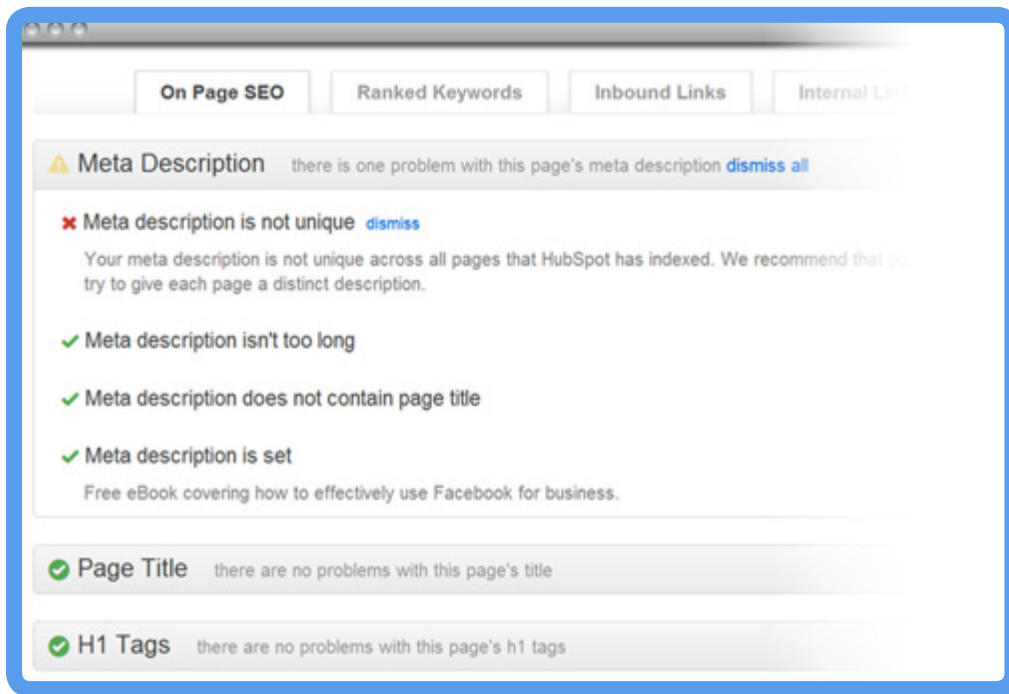 On Page SEO Ranked Keywords Inbound Links Internal
Meta Description there is one problem with this page's meta description dismiss all
Meta description is not unique dismiss
Your meta description is not unique across all pages that HubSpot has indexed. We recommend that
try to give each page a distinct description.
Meta description isn't too long
Meta description does not contain page title
Meta description is set
Free eBook covering how to effectively use Facebook for business.
Page Title there are no problems with this page's title
H1 Tags there are no problems with this page's h1 tags